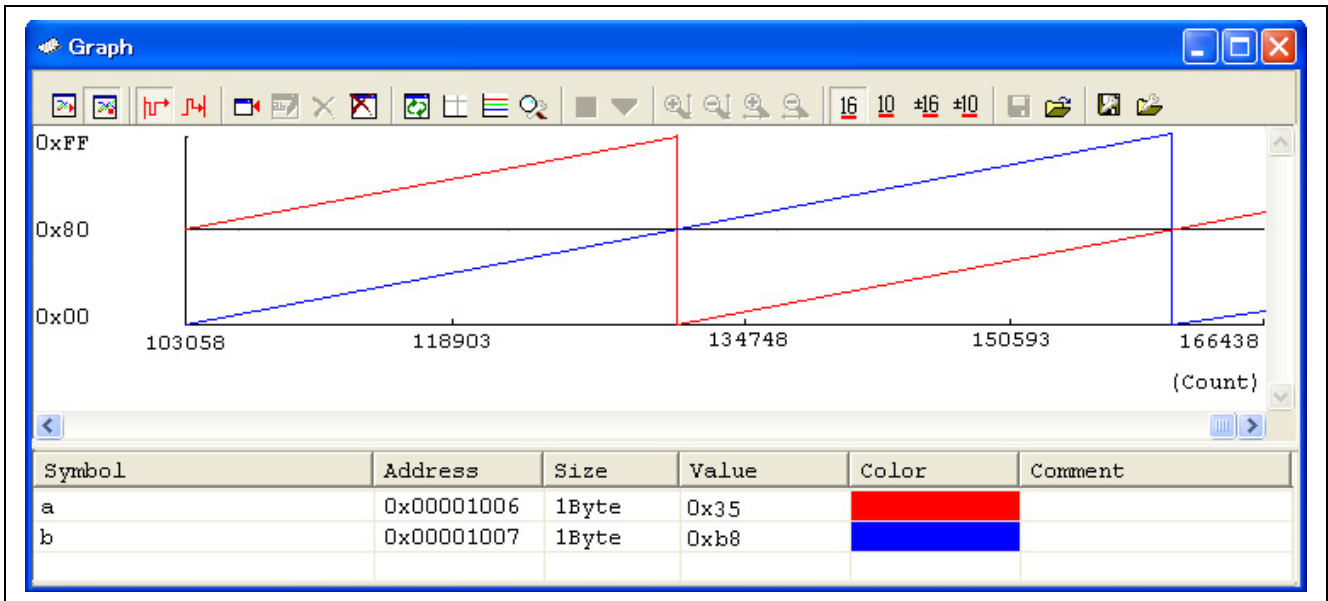 Graph
16 10 ±16 ±10
0xFF
0x80
0x00
103058 118903 134748 150593 166438
(Count)
Symbol Address Size Value Color Comment
a 0x00001006 1Byte 0x35
b 0x00001007 1Byte 0xb8